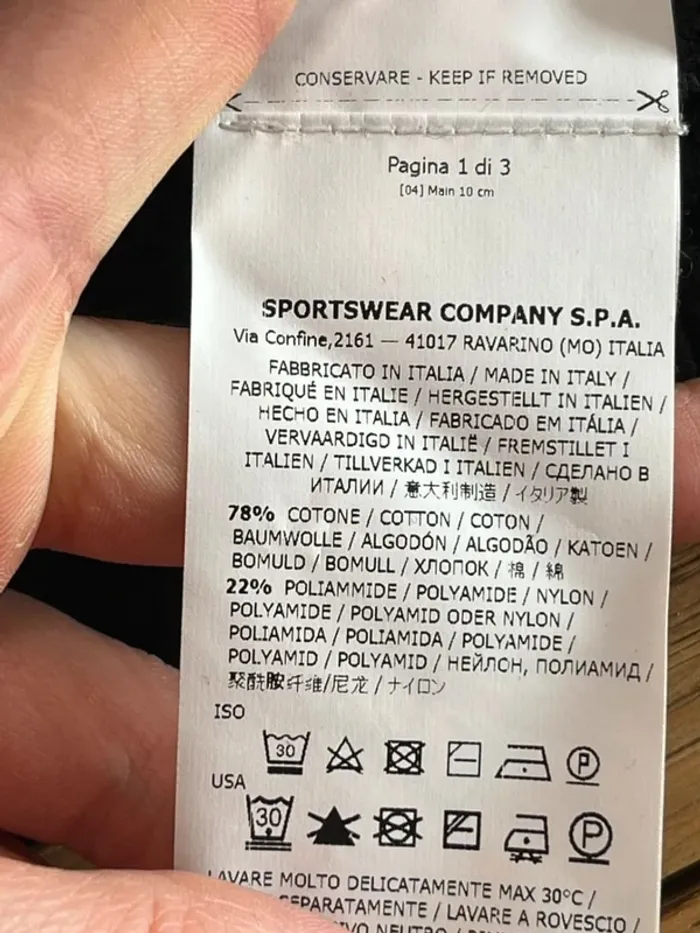 CONSERVARE - KEEP IF REMOVED
Pagina 1 di 3
[04] Main 10 cm
SPORTSWEAR COMPANY S.P.A.
Via Confine,2161 — 41017 RAVARINO (MO) ITALIA
FABBRICATO IN ITALIA / MADE IN ITALY /
FABRIQUÉ EN ITALIE / HERGESTELLT IN ITALIEN /
HECHO EN ITALIA / FABRICADO EM ITÁLIA /
VERVAARDIGD IN ITALIË / FREMSTILLET I
ITALIEN / TILLVERKAD I ITALIEN / СДЕЛАНО В
ИТАЛИИ / 意大利制造 / イタリア製
78% COTONE / COTTON / COTON /
BAUMWOLLE / ALGODÓN / ALGODÃO / KATOEN /
BOMULD / BOMULL / ХЛОПОК / 棉 / 綿
22% POLIAMMIDE / POLYAMIDE / NYLON /
POLYAMIDE / POLYAMID ODER NYLON /
POLIAMIDA / POLIAMIDA / POLYAMIDE /
POLYAMID / POLYAMID / НЕЙЛОН, ПОЛИАМИД /
聚酰胺纤维/尼龙 / ナイロン
ISO
30 P
USA
30 P
LAVARE MOLTO DELICATAMENTE MAX 30°C /
SEPARATAMENTE / LAVARE A ROVESCIO /
NEUTRO /